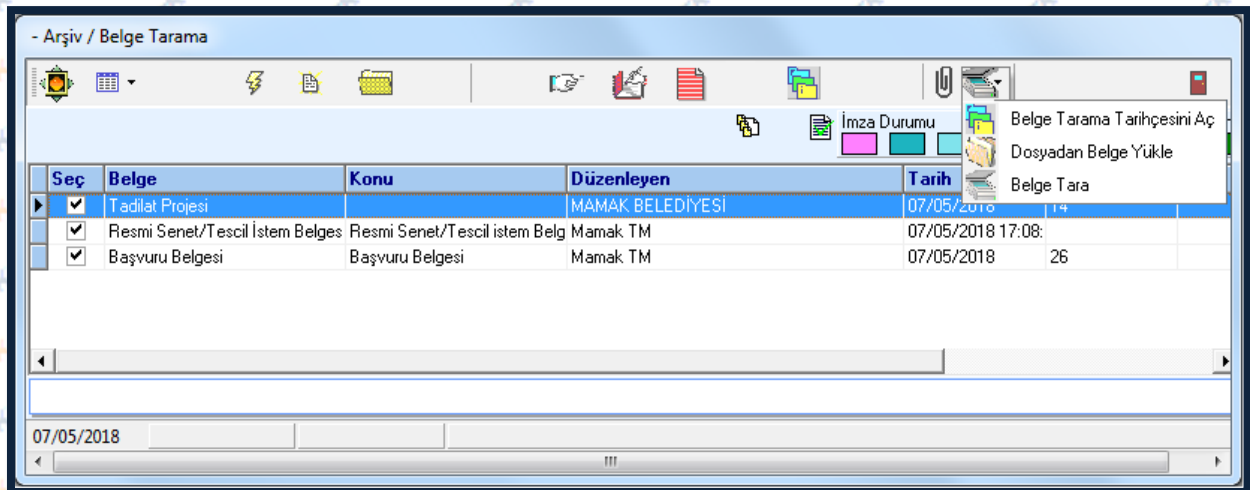 - Arşiv / Belge Tarama
İmza Durumu
Belge Tarama Tarihçesini Aç
Dosyadan Belge Yükle
Belge Tara
Seç Belge Konu Düzenleyen Tarih
Tadilat Projesi MAMAK BELEDİYESİ 07/05/2018 14
Resmi Senet/Tescil İstem Belges Resmi Senet/Tescil istem Belg Mamak TM 07/05/2018 17:08:
Başvuru Belgesi Başvuru Belgesi Mamak TM 07/05/2018 26
07/05/2018